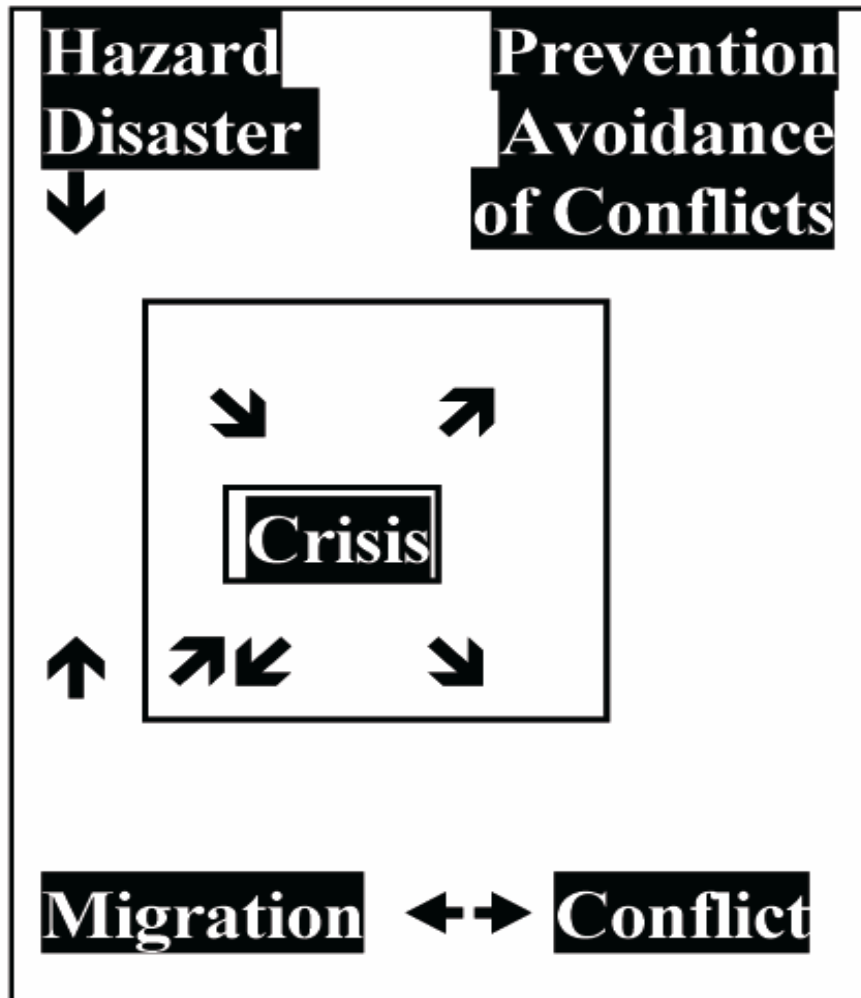 Hazard
Disaster
Prevention
Avoidance
of Conflicts
Crisis
Migration
Conflict